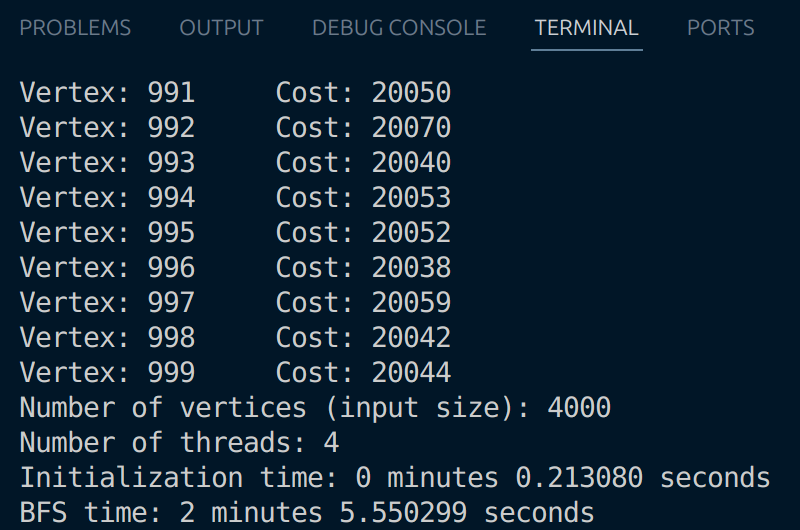 PROBLEMS OUTPUT DEBUG CONSOLE TERMINAL PORTS
Vertex: 991     Cost: 20050
Vertex: 992     Cost: 20070
Vertex: 993     Cost: 20040
Vertex: 994     Cost: 20053
Vertex: 995     Cost: 20052
Vertex: 996     Cost: 20038
Vertex: 997     Cost: 20059
Vertex: 998     Cost: 20042
Vertex: 999     Cost: 20044
Number of vertices (input size): 4000
Number of threads: 4
Initialization time: 0 minutes 0.213080 seconds
BFS time: 2 minutes 5.550299 seconds